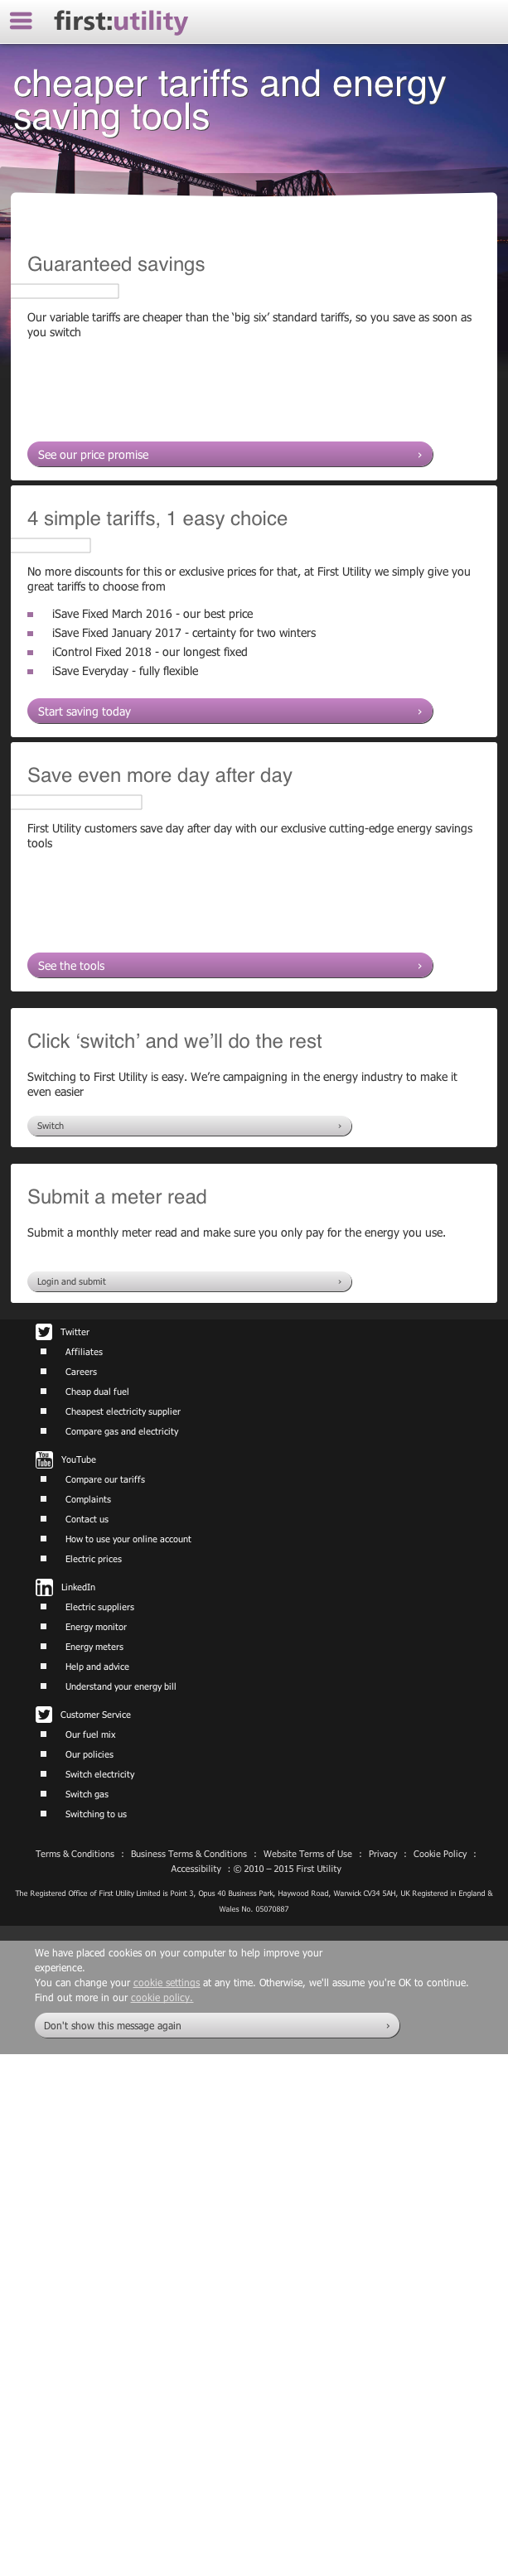 first:utility
cheaper tariffs and energy
saving tools
Guaranteed savings
Our variable tariffs are cheaper than the ‘big six’ standard tariffs, so you save as soon as
you switch
See our price promise ›
4 simple tariffs, 1 easy choice
No more discounts for this or exclusive prices for that, at First Utility we simply give you
great tariffs to choose from
iSave Fixed March 2016 - our best price
iSave Fixed January 2017 - certainty for two winters
iControl Fixed 2018 - our longest fixed
iSave Everyday - fully flexible
Start saving today ›
Save even more day after day
First Utility customers save day after day with our exclusive cutting-edge energy savings
tools
See the tools ›
Click ‘switch’ and we’ll do the rest
Switching to First Utility is easy. We’re campaigning in the energy industry to make it
even easier
Switch ›
Submit a meter read
Submit a monthly meter read and make sure you only pay for the energy you use.
Login and submit ›
Twitter
Affiliates
Careers
Cheap dual fuel
Cheapest electricity supplier
Compare gas and electricity
You Tube YouTube
Compare our tariffs
Complaints
Contact us
How to use your online account
Electric prices
in LinkedIn
Electric suppliers
Energy monitor
Energy meters
Help and advice
Understand your energy bill
Customer Service
Our fuel mix
Our policies
Switch electricity
Switch gas
Switching to us
Terms & Conditions : Business Terms & Conditions : Website Terms of Use : Privacy : Cookie Policy :
Accessibility : © 2010 – 2015 First Utility
The Registered Office of First Utility Limited is Point 3, Opus 40 Business Park, Haywood Road, Warwick CV34 5AH, UK Registered in England &
Wales No. 05070887
We have placed cookies on your computer to help improve your
experience.
You can change your cookie settings at any time. Otherwise, we'll assume you're OK to continue.
Find out more in our cookie policy.
Don't show this message again ›